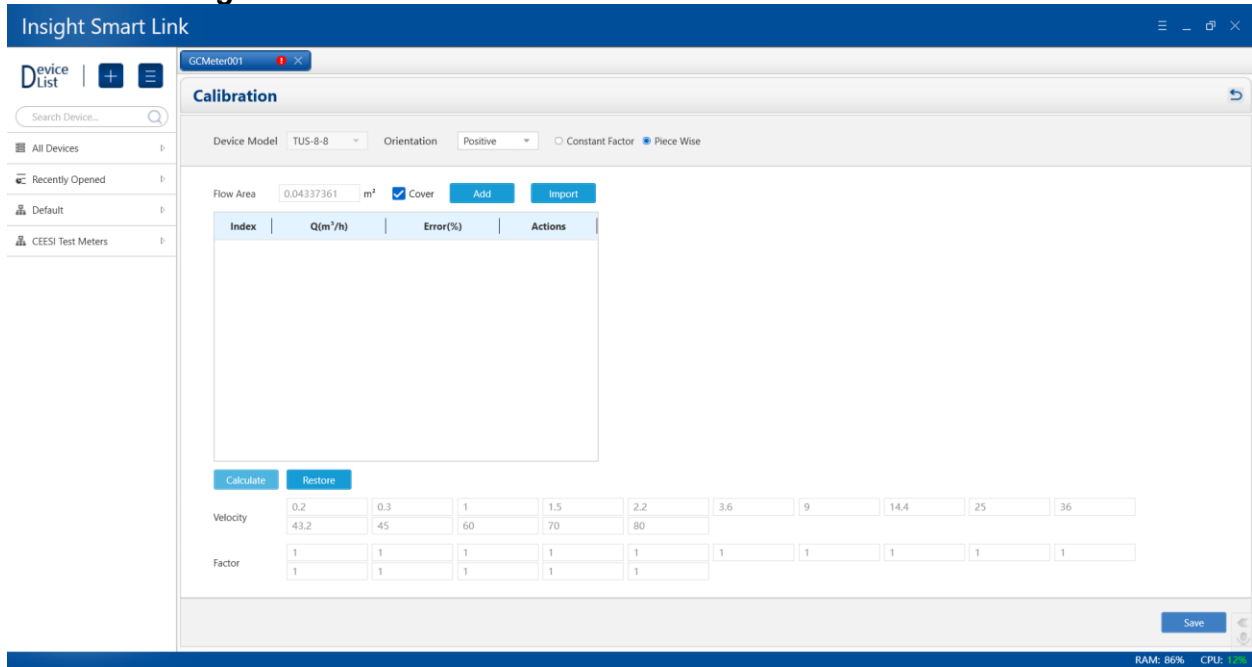 Insight Smart Link
Device List
GCMeter001
Calibration
Search Device...
Device Model TUS-8-8 Orientation Positive Constant Factor Piece Wise
All Devices
Recently Opened
Default
CEESI Test Meters
Flow Area 0.04337361 m² Cover Add Import
Index Q(m³/h) Error(%) Actions
Calculate Restore
Velocity 0.2 0.3 1 1.5 2.2 3.6 9 14.4 25 36
43.2 45 60 70 80
Factor 1 1 1 1 1 1 1 1 1 1
1 1 1 1 1
Save
RAM: 86% CPU: 12%